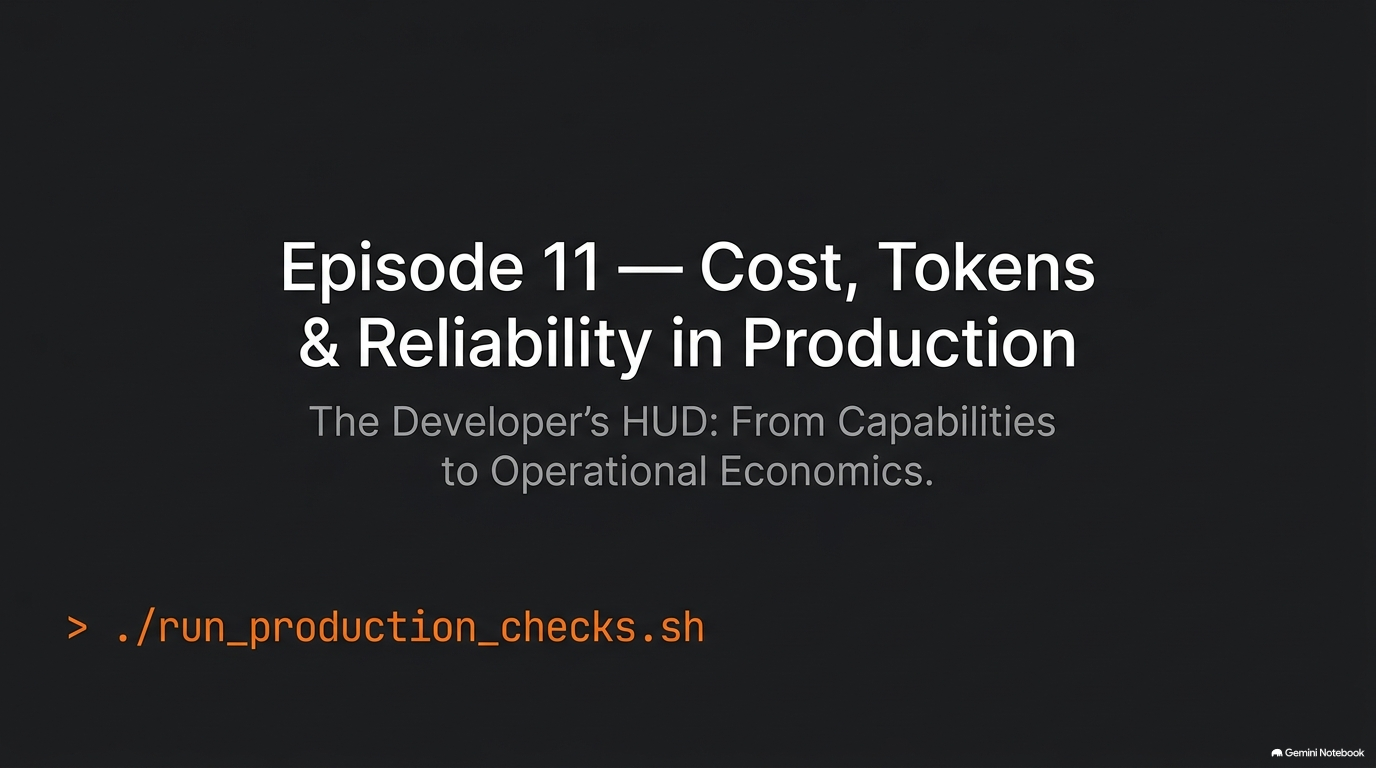 Episode 11 — Cost, Tokens
& Reliability in Production
The Developer’s HUD: From Capabilities
to Operational Economics.
> ./run_production_checks.sh
Gemini Notebook